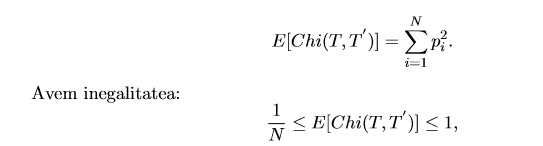 E[Chi(T, T′)] = ∑_{i=1}^{N} p_i^2.
Avem inegalitatea:
1/N ≤ E[Chi(T, T′)] ≤ 1,